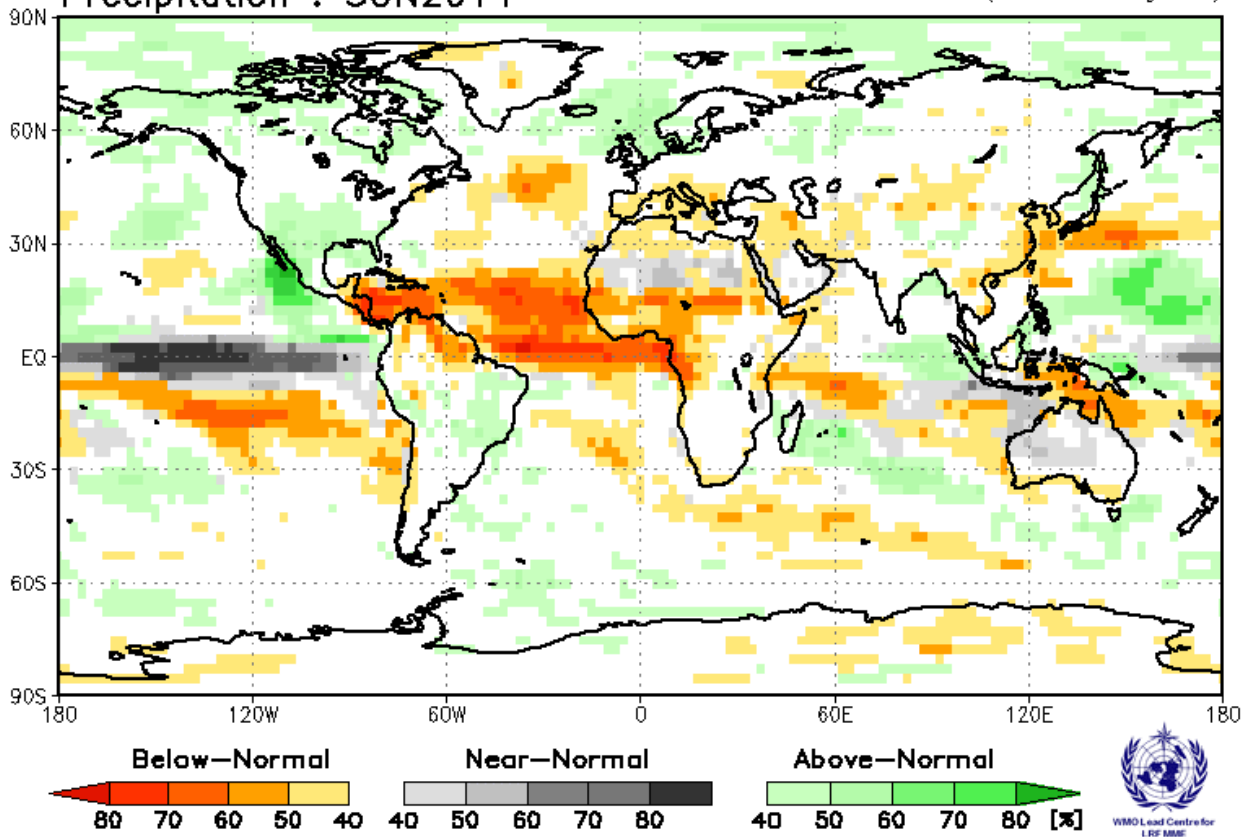 90N
60N
30N
EQ
30S
60S
90S
180 120W 60W 0 60E 120E 180
Below-Normal Near-Normal Above-Normal
80 70 60 50 40 40 50 60 70 80 40 50 60 70 80 [%]
WMO Lead Centre for
LRF MME